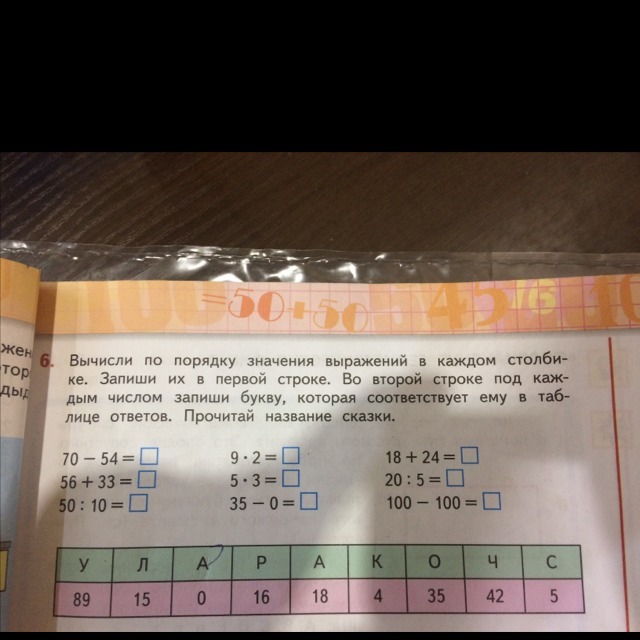 =50+50 45
6. Вычисли по порядку значения выражений в каждом столби-
ке. Запиши их в первой строке. Во второй строке под каж-
дым числом запиши букву, которая соответствует ему в таб-
лице ответов. Прочитай название сказки.
70 − 54 = 9 · 2 = 18 + 24 =
56 + 33 = 5 · 3 = 20 : 5 =
50 : 10 = 35 − 0 = 100 − 100 =
У Л А Р А К О Ч С
89 15 0 16 18 4 35 42 5